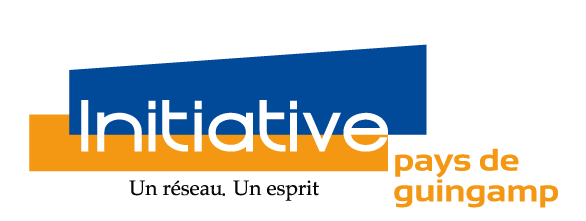 Initiative
pays de
guingamp
Un réseau. Un esprit